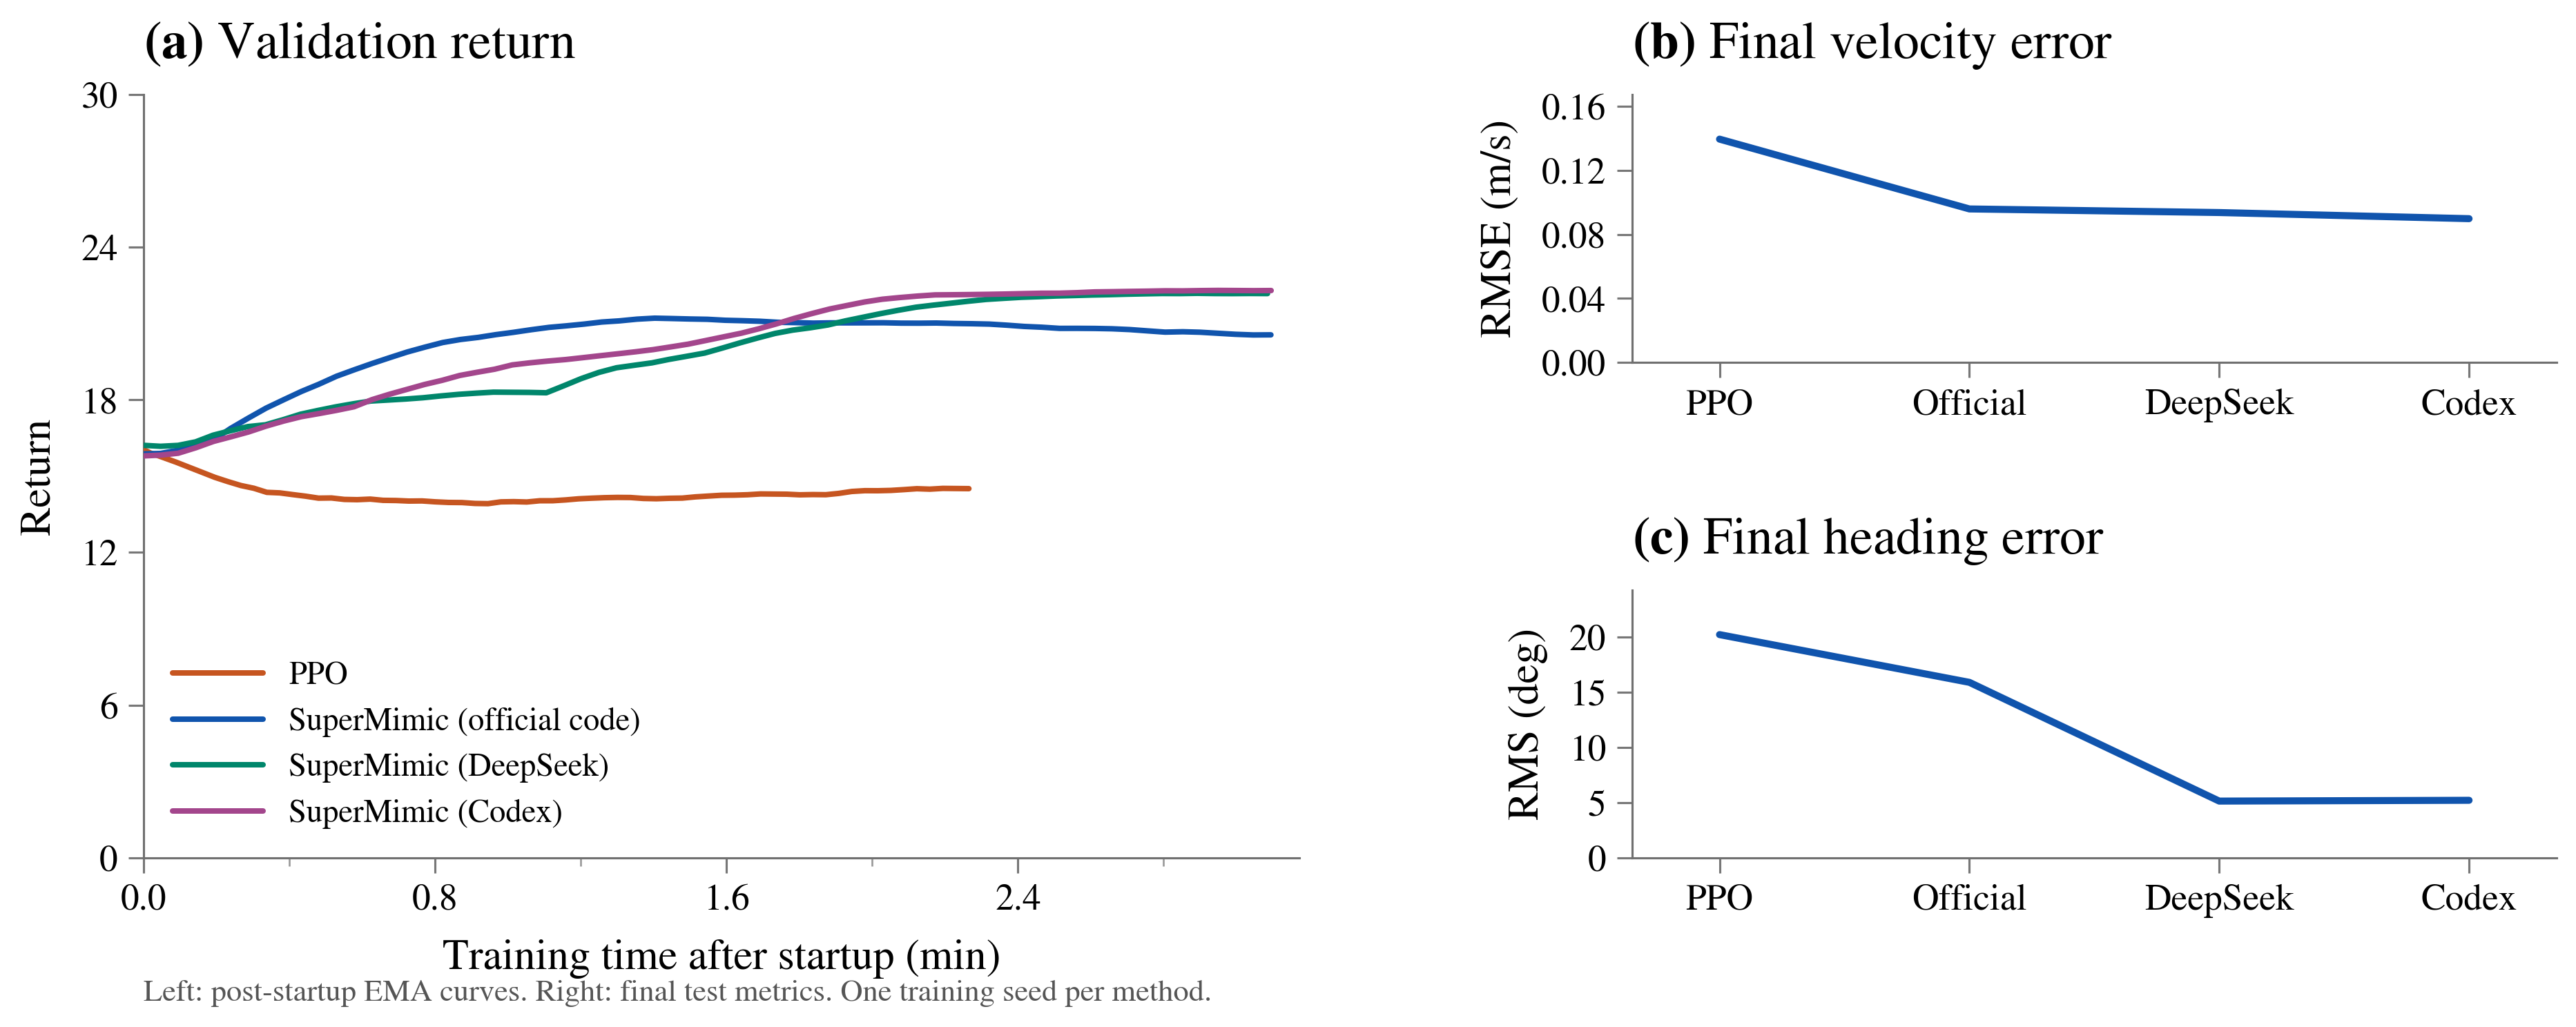 (a) Validation return
30
24
18
12
6
0
Return
PPO
SuperMimic (official code)
SuperMimic (DeepSeek)
SuperMimic (Codex)
0.0 0.8 1.6 2.4
Training time after startup (min)
Left: post-startup EMA curves. Right: final test metrics. One training seed per method.
(b) Final velocity error
0.16
0.12
0.08
0.04
0.00
RMSE (m/s)
PPO Official DeepSeek Codex
(c) Final heading error
20
15
10
5
0
RMS (deg)
PPO Official DeepSeek Codex